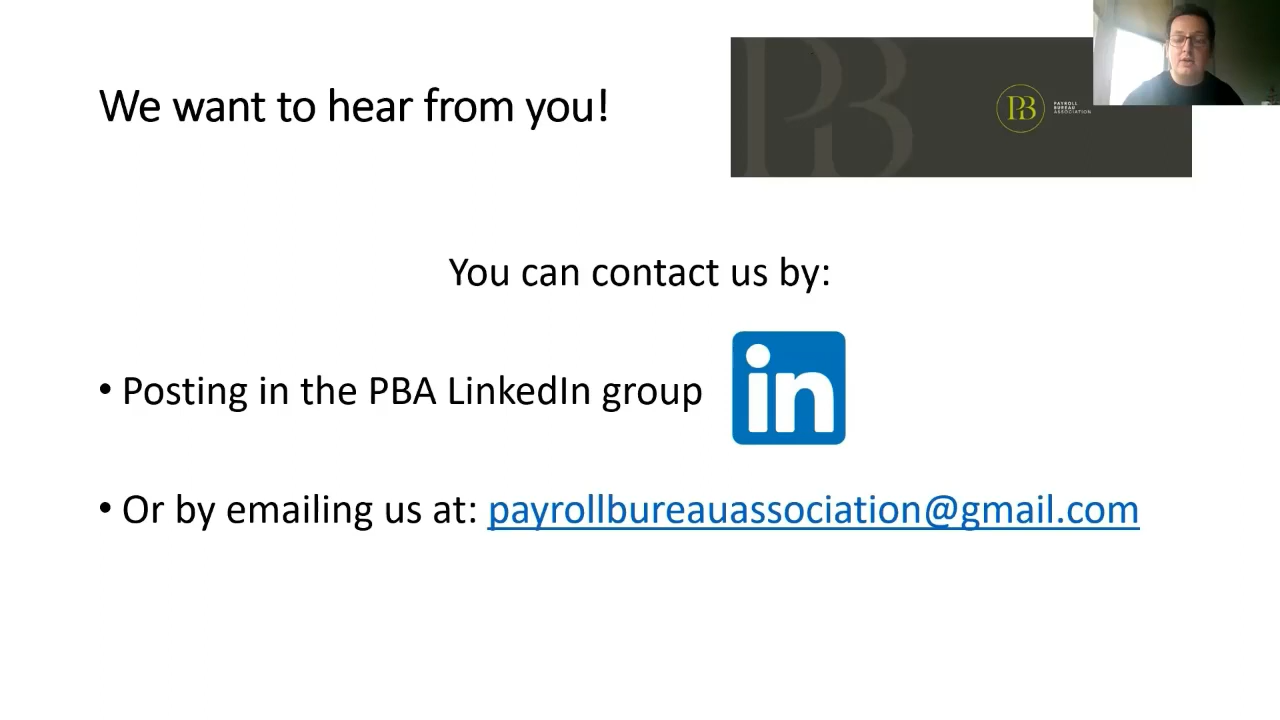 We want to hear from you!
PB
PB
PAYROLL
BUREAU
ASSOCIATION
You can contact us by:
• Posting in the PBA LinkedIn group
in
• Or by emailing us at: payrollbureauassociation@gmail.com